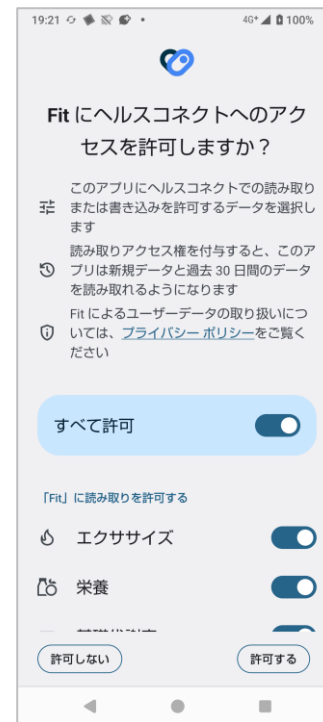 19:21 4G+ 100%
Fit にヘルスコネクトへのアク
セスを許可しますか？
このアプリにヘルスコネクトでの読み取り
または書き込みを許可するデータを選択し
ます
読み取りアクセス権を付与すると、このア
プリは新規データと過去 30 日間のデータ
を読み取れるようになります
Fit によるユーザーデータの取り扱いにつ
いては、プライバシー ポリシーをご覧く
ださい
すべて許可
「Fit」に読み取りを許可する
エクササイズ
栄養
許可しない 許可する